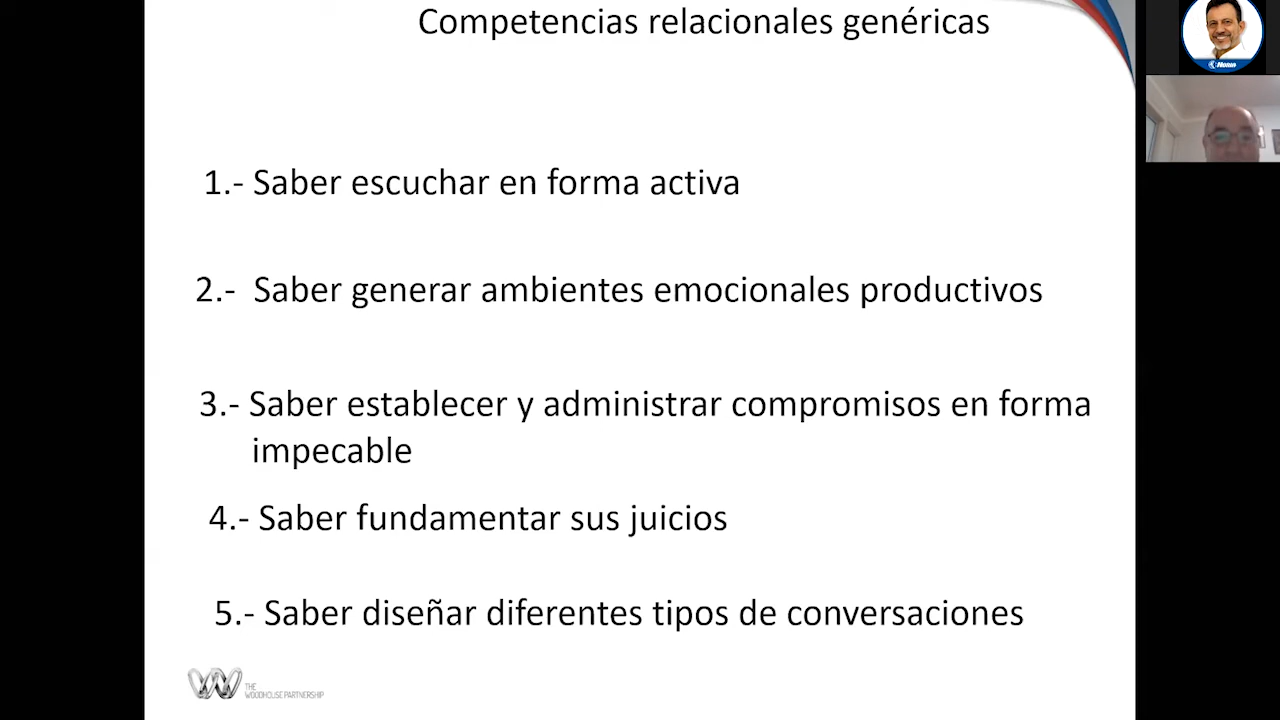 Competencias relacionales genéricas
1.- Saber escuchar en forma activa
2.- Saber generar ambientes emocionales productivos
3.- Saber establecer y administrar compromisos en forma
impecable
4.- Saber fundamentar sus juicios
5.- Saber diseñar diferentes tipos de conversaciones
THE
WOODHOUSE PARTNERSHIP